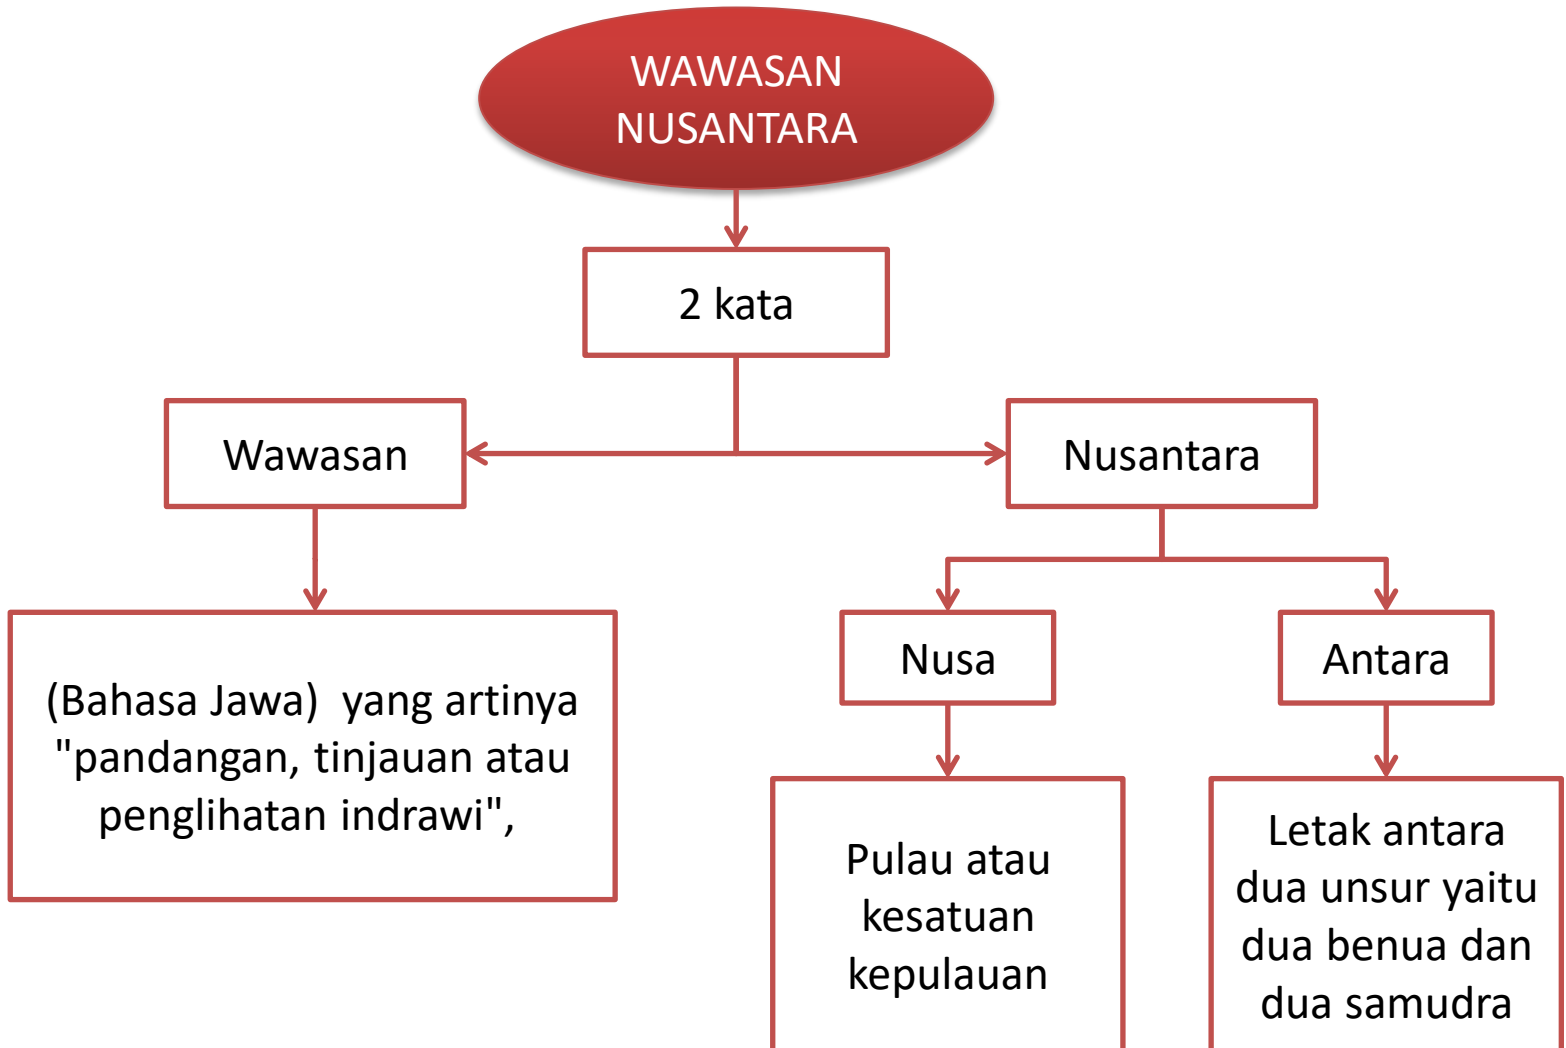 WAWASAN
NUSANTARA
2 kata
Wawasan
Nusantara
(Bahasa Jawa)  yang artinya
"pandangan, tinjauan atau
penglihatan indrawi",
Nusa
Antara
Pulau atau
kesatuan
kepulauan
Letak antara
dua unsur yaitu
dua benua dan
dua samudra